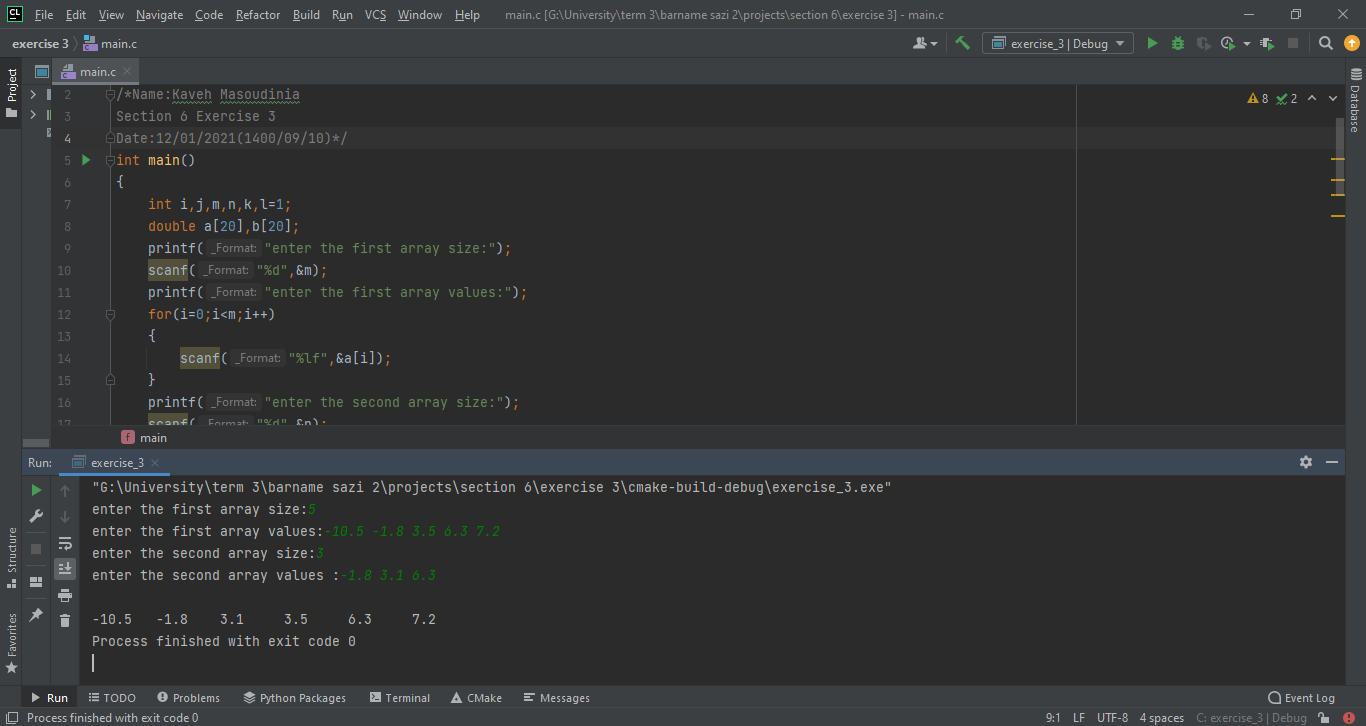 CL File Edit View Navigate Code Refactor Build Run VCS Window Help main.c [G:\University\term 3\barname sazi 2\projects\section 6\exercise 3] - main.c
exercise 3 main.c exercise_3 | Debug
Project
main.c
2 /*Name:Kaveh Masoudinia
8 2
3 Section 6 Exercise 3
4 Date:12/01/2021(1400/09/10)*/
5 int main()
6 {
7 int i,j,m,n,k,l=1;
8 double a[20],b[20];
9 printf( _Format: "enter the first array size:");
10 scanf( _Format: "%d",&m);
11 printf( _Format: "enter the first array values:");
12 for(i=0;i<m;i++)
13 {
14 scanf( _Format: "%lf",&a[i]);
15 }
16 printf( _Format: "enter the second array size:");
17 scanf( _Format: "%d",&n);
f main
Database
Run: exercise_3
"G:\University\term 3\barname sazi 2\projects\section 6\exercise 3\cmake-build-debug\exercise_3.exe"
enter the first array size:5
enter the first array values:-10.5 -1.8 3.5 6.3 7.2
enter the second array size:3
enter the second array values :-1.8 3.1 6.3
-10.5 -1.8 3.1 3.5 6.3 7.2
Process finished with exit code 0
Structure
Favorites
Run TODO Problems Python Packages Terminal CMake Messages Event Log
Process finished with exit code 0 9:1 LF UTF-8 4 spaces C: exercise_3 | Debug